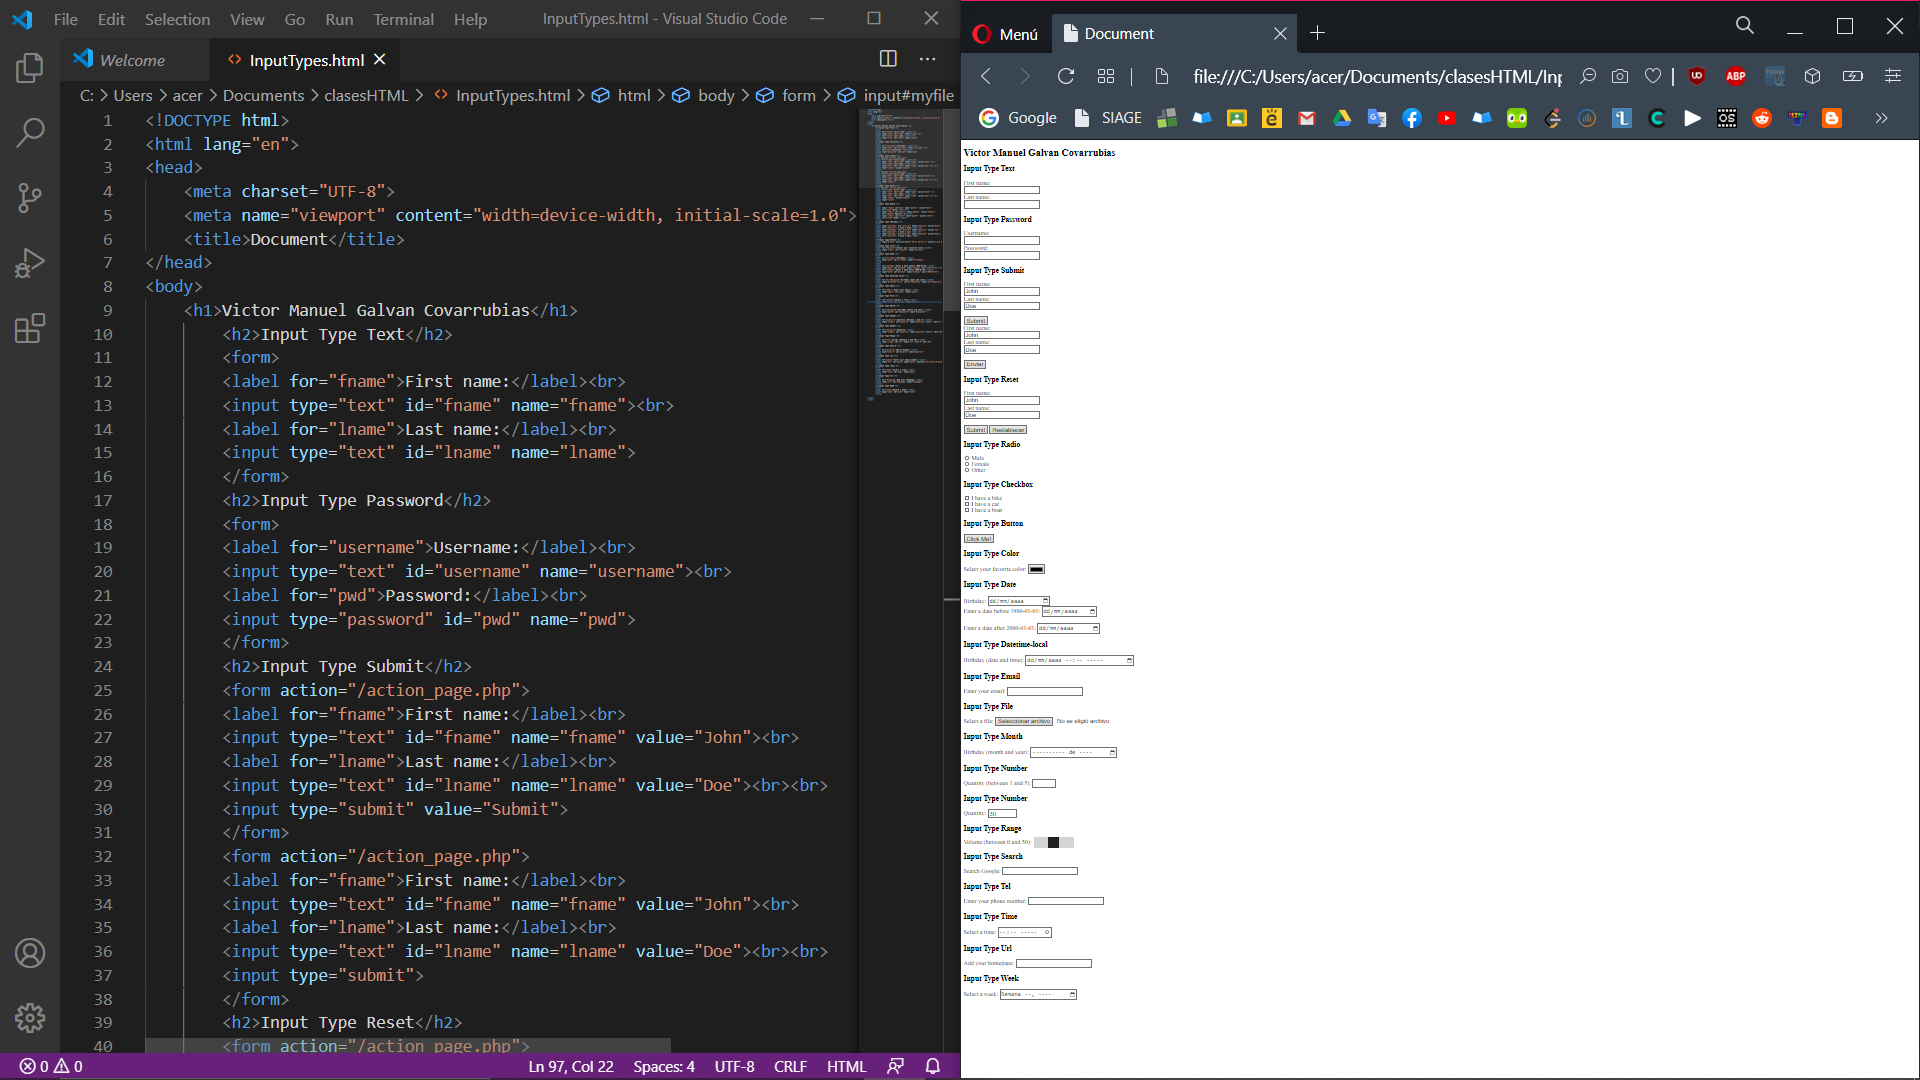 File Edit Selection View Go Run Terminal Help InputTypes.html - Visual Studio Code
Welcome InputTypes.html
C: > Users > acer > Documents > clasesHTML > InputTypes.html > html > body > form > input#myfile
1 <!DOCTYPE html>
2 <html lang="en">
3 <head>
4 <meta charset="UTF-8">
5 <meta name="viewport" content="width=device-width, initial-scale=1.0">
6 <title>Document</title>
7 </head>
8 <body>
9 <h1>Victor Manuel Galvan Covarrubias</h1>
10 <h2>Input Type Text</h2>
11 <form>
12 <label for="fname">First name:</label><br>
13 <input type="text" id="fname" name="fname"><br>
14 <label for="lname">Last name:</label><br>
15 <input type="text" id="lname" name="lname">
16 </form>
17 <h2>Input Type Password</h2>
18 <form>
19 <label for="username">Username:</label><br>
20 <input type="text" id="username" name="username"><br>
21 <label for="pwd">Password:</label><br>
22 <input type="password" id="pwd" name="pwd">
23 </form>
24 <h2>Input Type Submit</h2>
25 <form action="/action_page.php">
26 <label for="fname">First name:</label><br>
27 <input type="text" id="fname" name="fname" value="John"><br>
28 <label for="lname">Last name:</label><br>
29 <input type="text" id="lname" name="lname" value="Doe"><br><br>
30 <input type="submit" value="Submit">
31 </form>
32 <form action="/action_page.php">
33 <label for="fname">First name:</label><br>
34 <input type="text" id="fname" name="fname" value="John"><br>
35 <label for="lname">Last name:</label><br>
36 <input type="text" id="lname" name="lname" value="Doe"><br><br>
37 <input type="submit">
38 </form>
39 <h2>Input Type Reset</h2>
40 <form action="/action_page.php">
0 0 Ln 97, Col 22 Spaces: 4 UTF-8 CRLF HTML
Menú Document
file:///C:/Users/acer/Documents/clasesHTML/Inp
ABP
Google SIAGE
Victor Manuel Galvan Covarrubias
Input Type Text
First name:
Last name:
Input Type Password
Username:
Password:
Input Type Submit
First name:
John
Last name:
Doe
Submit
First name:
John
Last name:
Doe
Enviar
Input Type Reset
First name:
John
Last name:
Doe
Submit Restablecer
Input Type Radio
Male
Female
Other
Input Type Checkbox
I have a bike
I have a car
I have a boat
Input Type Button
Click Me!
Input Type Color
Select your favorite color:
Input Type Date
Birthday: dd/mm/aaaa
Enter a date before 1980-01-01: dd/mm/aaaa
Enter a date after 2000-01-01: dd/mm/aaaa
Input Type Datetime-local
Birthday (date and time): dd/mm/aaaa --:-- -----
Input Type Email
Enter your email:
Input Type File
Select a file: Seleccionar archivo No se eligió archivo
Input Type Month
Birthday (month and year): ---------- de ----
Input Type Number
Quantity (between 1 and 5):
Input Type Number
Quantity: 30
Input Type Range
Volume (between 0 and 50):
Input Type Search
Search Google:
Input Type Tel
Enter your phone number:
Input Type Time
Select a time: --:-- -----
Input Type Url
Add your homepage:
Input Type Week
Select a week: Semana --, ----